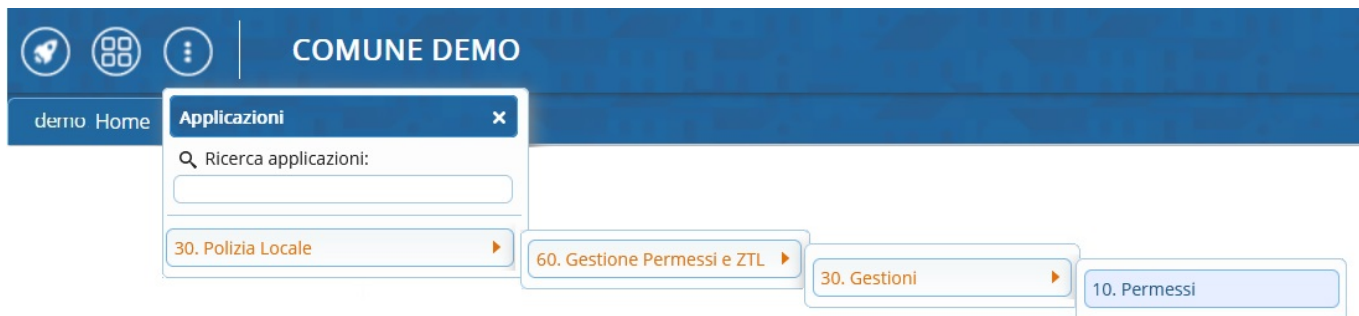 COMUNE DEMO
demo Home
Applicazioni
Ricerca applicazioni:
30. Polizia Locale
60. Gestione Permessi e ZTL
30. Gestioni
10. Permessi